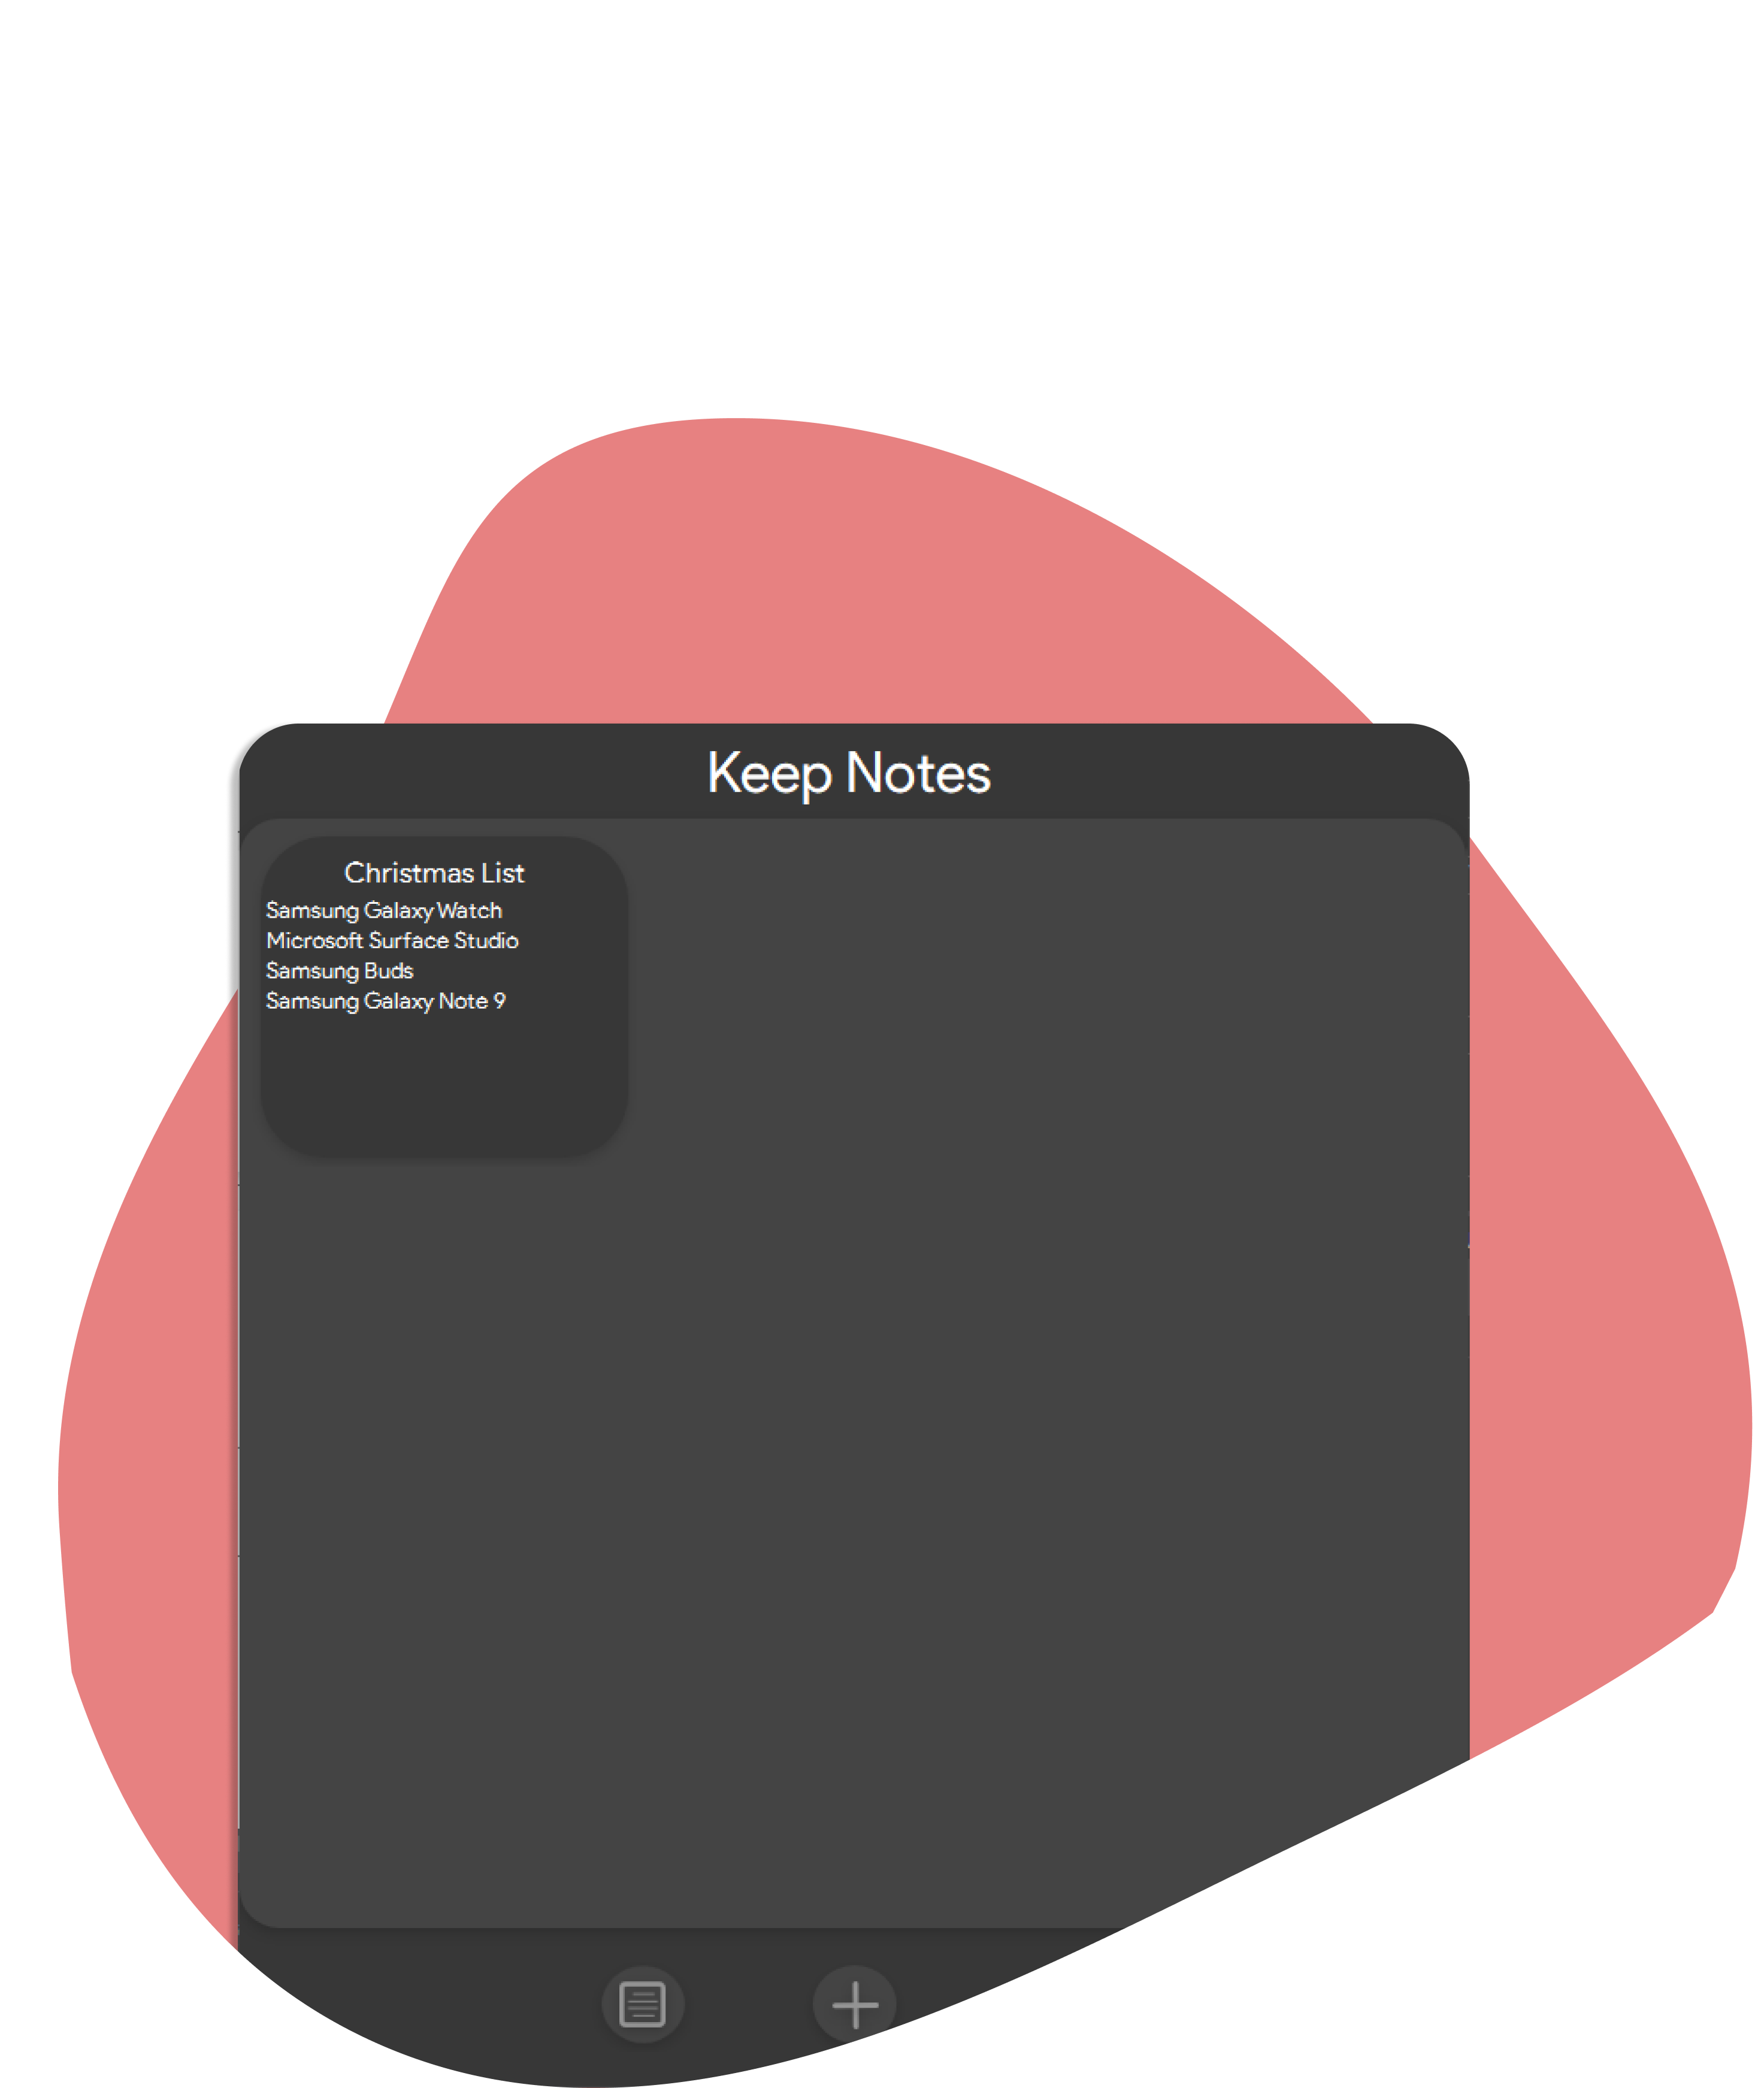 Keep Notes
Christmas List
Samsung Galaxy Watch
Microsoft Surface Studio
Samsung Buds
Samsung Galaxy Note 9